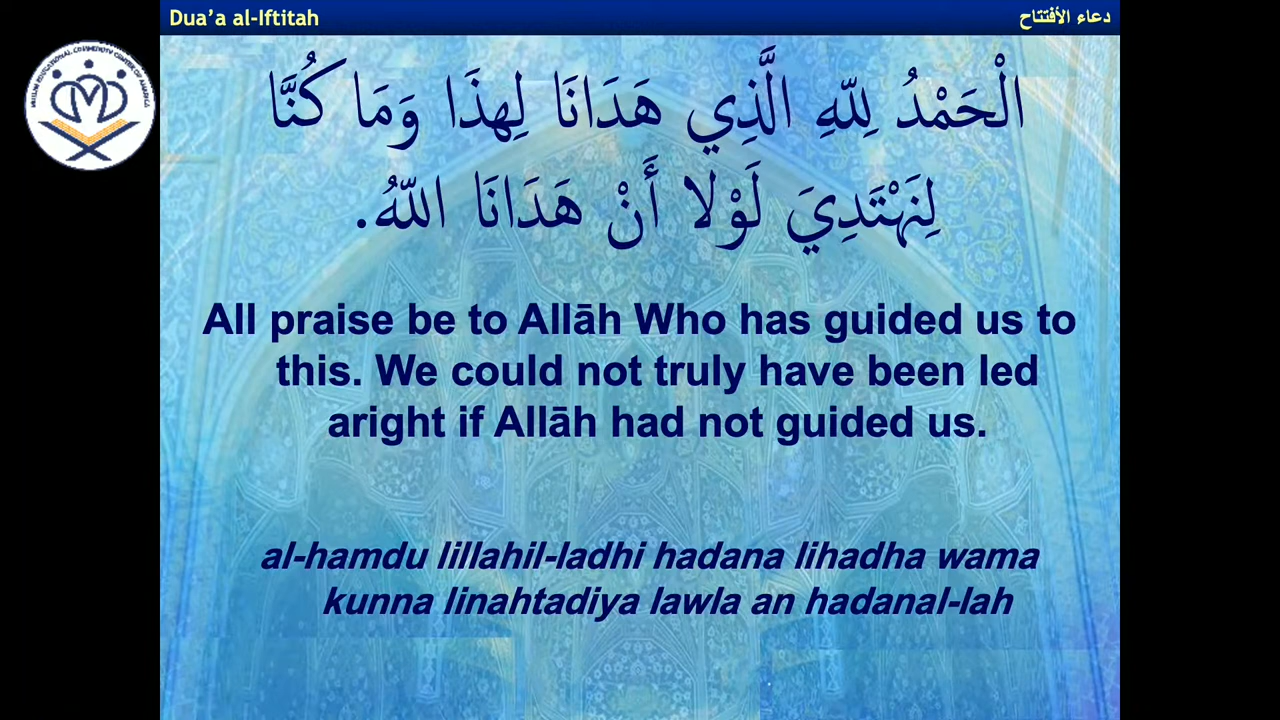 Dua'a al-Iftitah
دعاء الأفتتاح
الْحَمْدُ لِلّهِ الَّذِي هَدَانَا لِهذَا وَمَا كُنَّا
لِنَهْتَدِيَ لَوْلا أَنْ هَدَانَا اللّهُ.
All praise be to Allāh Who has guided us to
this. We could not truly have been led
aright if Allāh had not guided us.
al-hamdu lillahil-ladhi hadana lihadha wama
kunna linahtadiya lawla an hadanal-lah